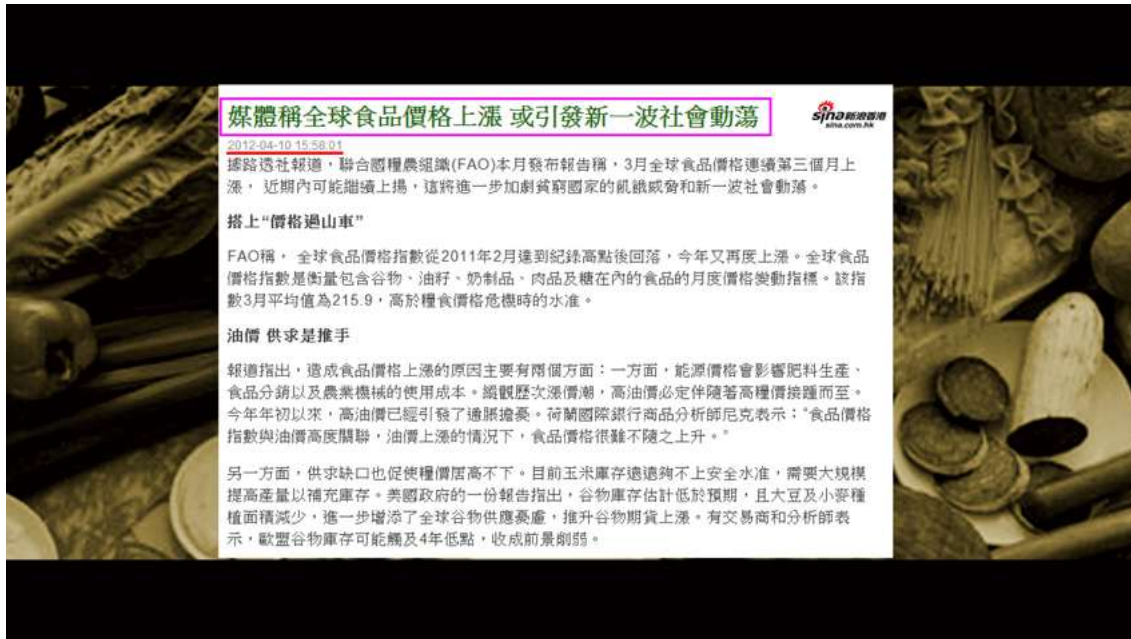 媒體稱全球食品價格上漲 或引發新一波社會動蕩
sina新浪香港
sina.com.hk
2012-04-10 15:58:01
據路透社報道，聯合國糧農組織(FAO)本月發布報告稱，3月全球食品價格連續第三個月上
漲， 近期內可能繼續上揚，這將進一步加劇貧窮國家的飢餓威脅和新一波社會動蕩。
搭上“價格過山車”
FAO稱， 全球食品價格指數從2011年2月達到紀錄高點後回落，今年又再度上漲。全球食品
價格指數是衡量包含谷物、油籽、奶制品、肉品及糖在內的食品的月度價格變動指標。該指
數3月平均值為215.9，高於糧食價格危機時的水准。
油價 供求是推手
報道指出，造成食品價格上漲的原因主要有兩個方面：一方面，能源價格會影響肥料生產、
食品分銷以及農業機械的使用成本。縱觀歷次漲價潮，高油價必定伴隨著高糧價接踵而至。
今年年初以來，高油價已經引發了通脹擔憂。荷蘭國際銀行商品分析師尼克表示：“食品價格
指數與油價高度關聯，油價上漲的情況下，食品價格很難不隨之上升。”
另一方面，供求缺口也促使糧價居高不下。目前玉米庫存遠遠夠不上安全水准，需要大規模
提高產量以補充庫存。美國政府的一份報告指出，谷物庫存估計低於預期，且大豆及小麥種
植面積減少，進一步增添了全球谷物供應憂慮，推升谷物期貨上漲。有交易商和分析師表
示，歐盟谷物庫存可能觸及4年低點，收成前景削弱。